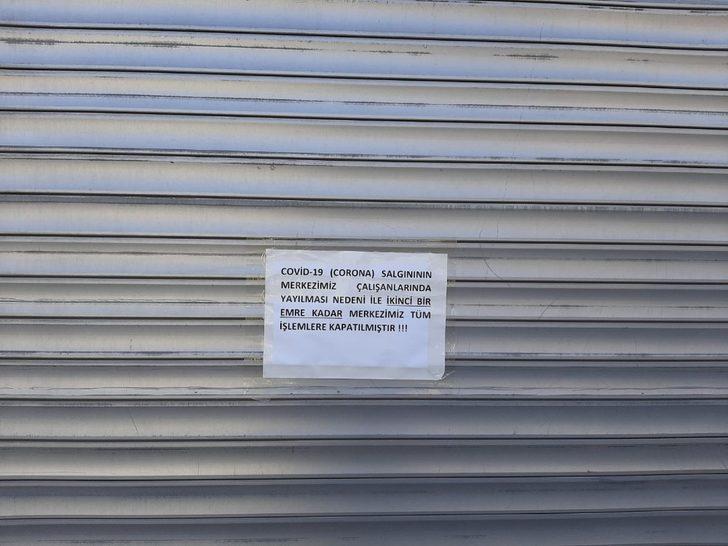 COVİD-19 (CORONA) SALGINININ
MERKEZİMİZ ÇALIŞANLARINDA
YAYILMASI NEDENİ İLE İKİNCİ BİR
EMRE KADAR MERKEZİMİZ TÜM
İŞLEMLERE KAPATILMIŞTIR !!!